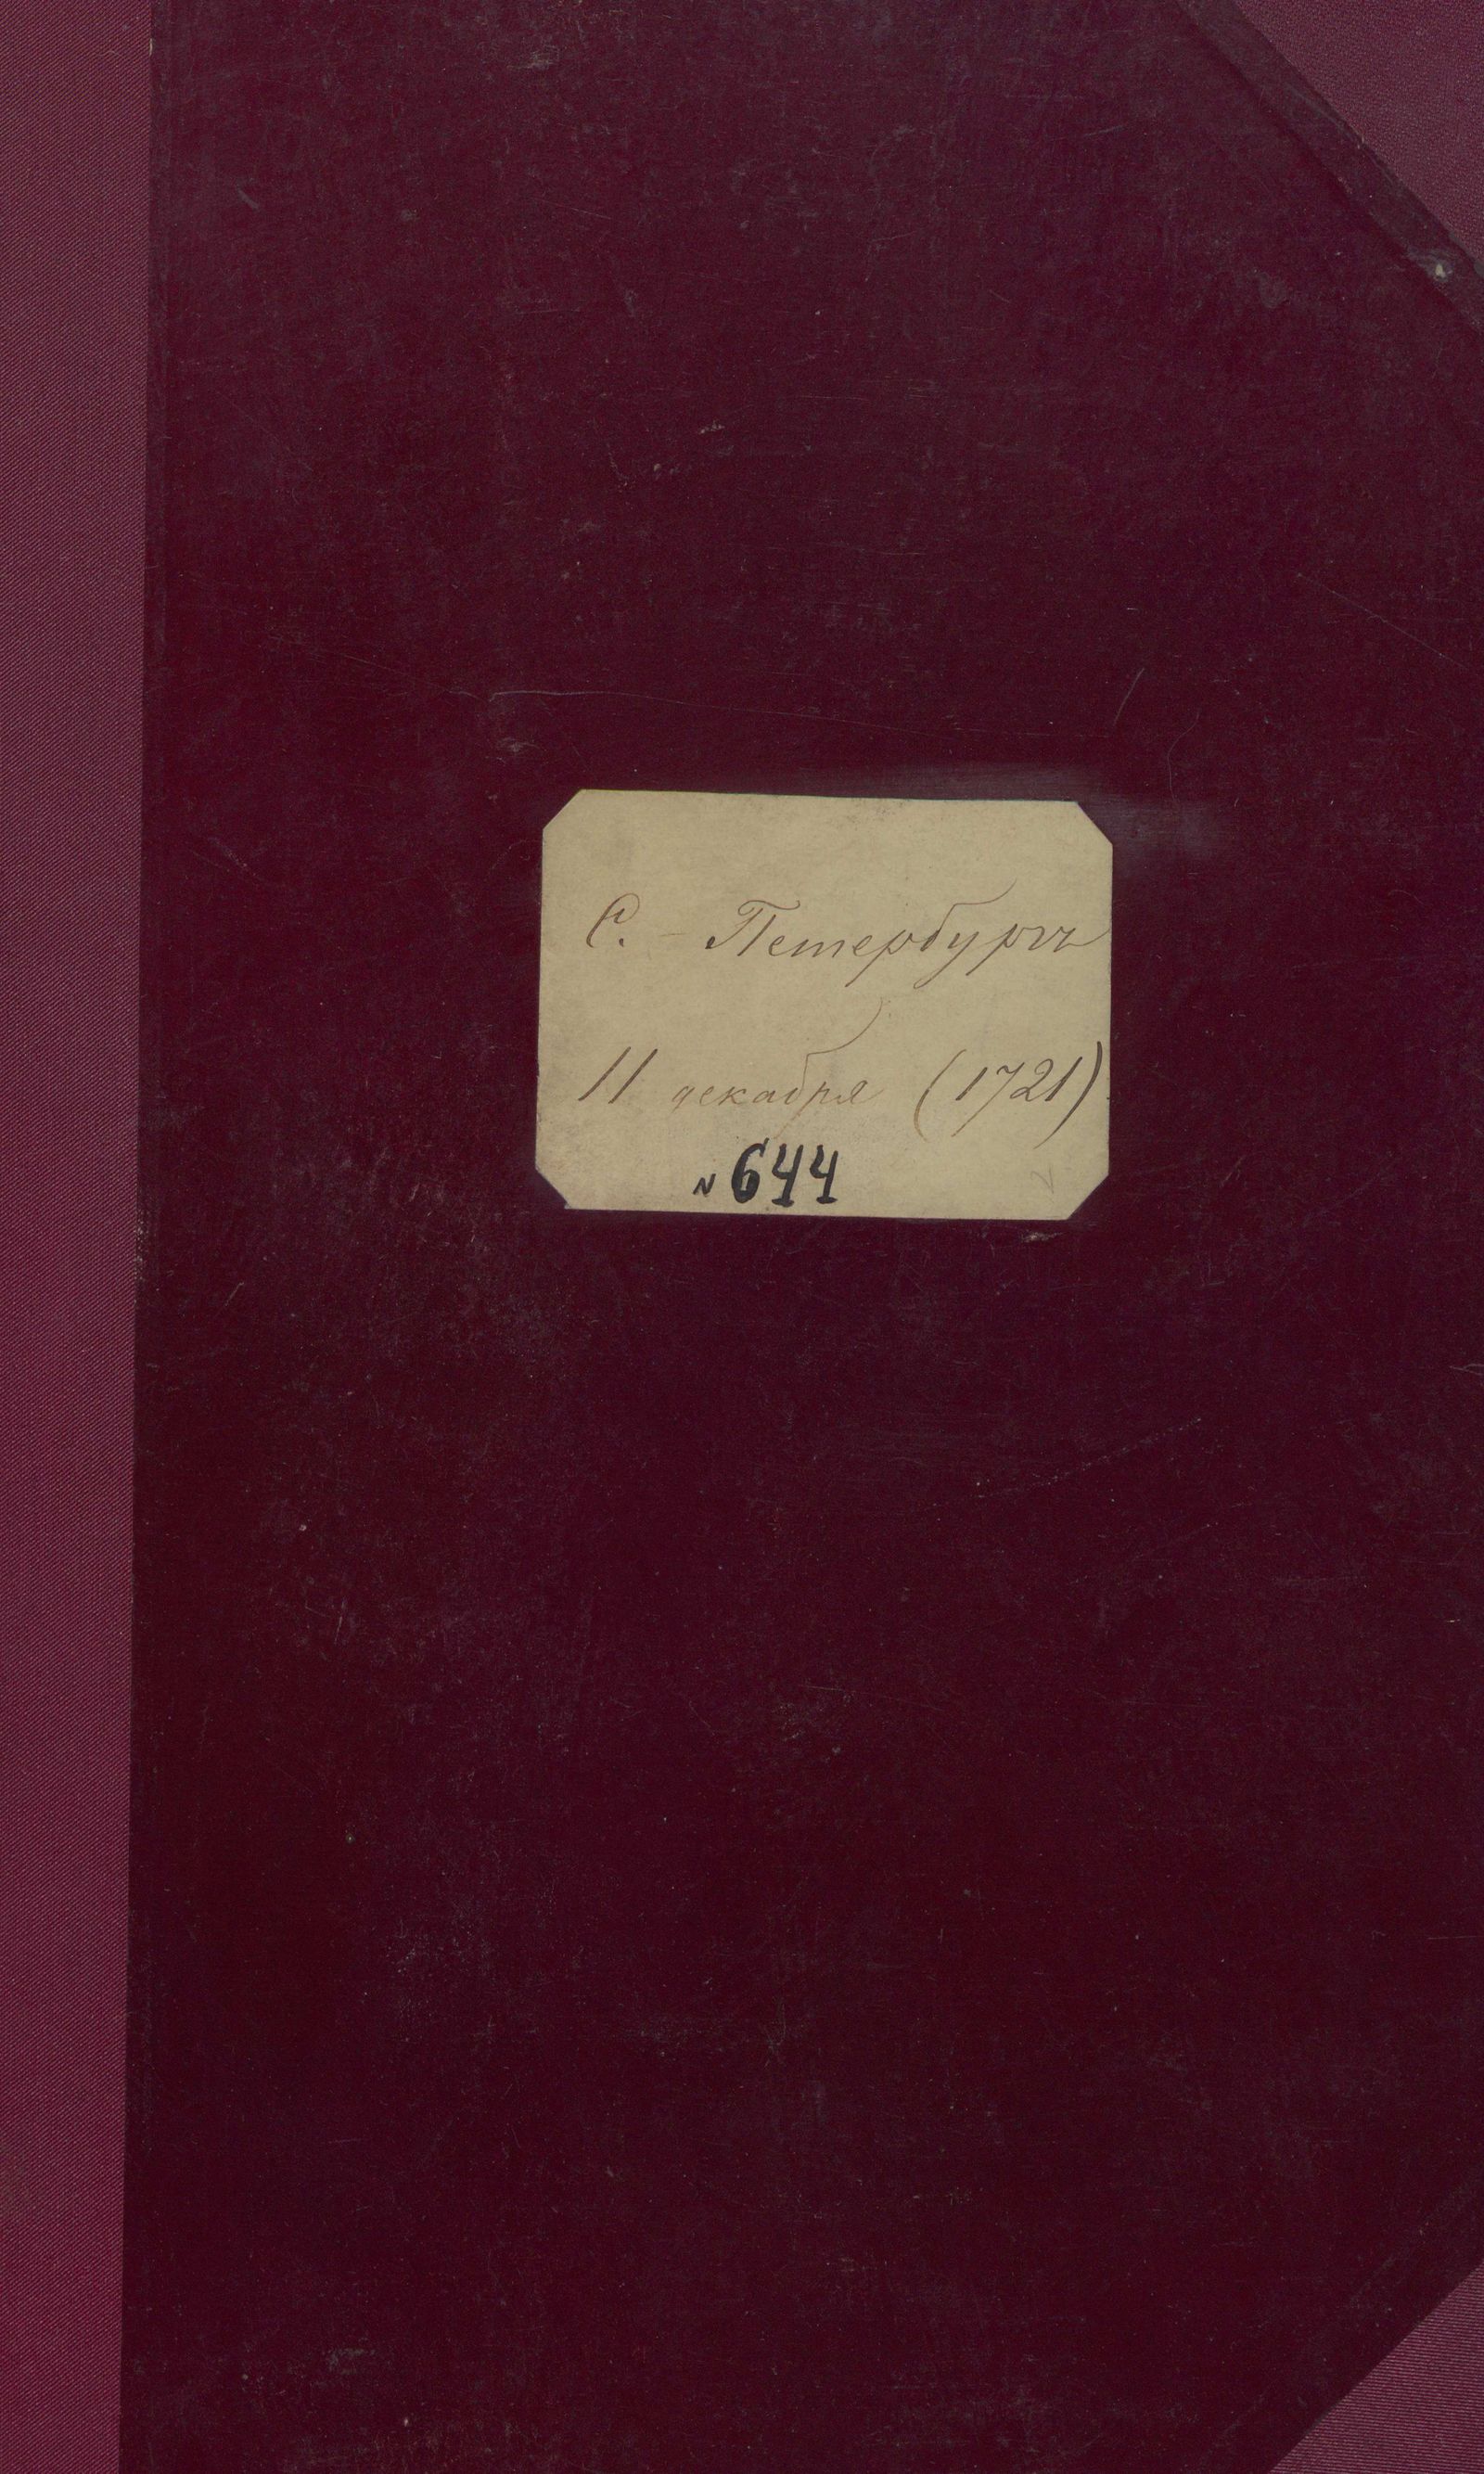 С. - Петербургъ
11 декабря (1721)
N 644